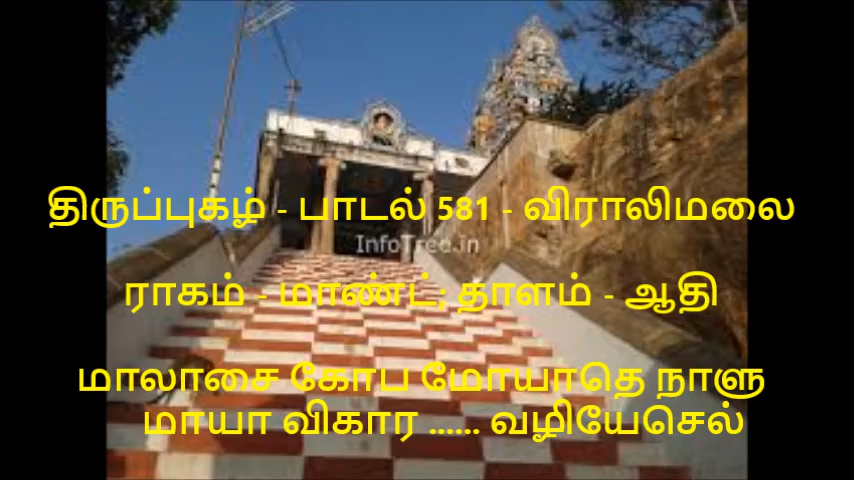 திருப்புகழ் - பாடல் 581 - விராலிமலை
InfoTree.in
ராகம் - மாண்ட்; தாளம் - ஆதி
மாலாசை கோப மோயாதெ நாளு
மாயா விகார ...... வழியேசெல்